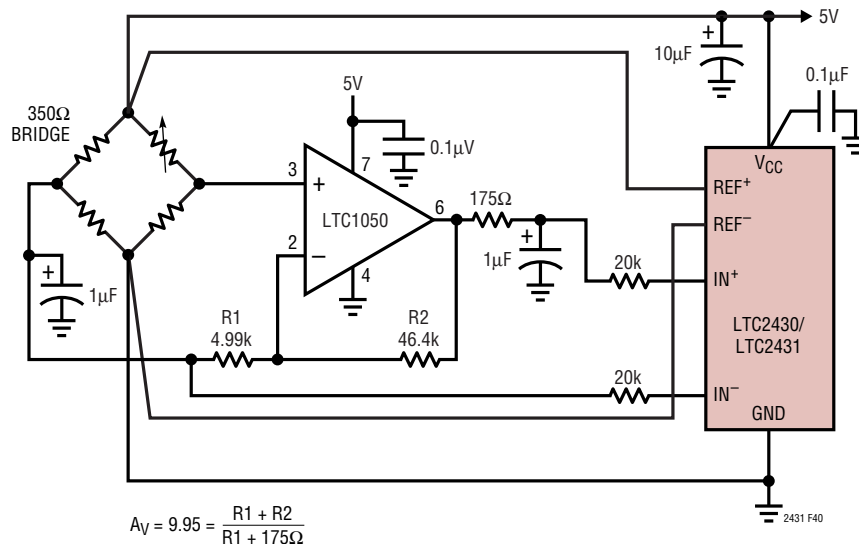 5V
10µF
0.1µF
350Ω
BRIDGE
5V
0.1µV
7
3
+
LTC1050
6
2
–
4
175Ω
+
1µF
+
1µF
+
R1
4.99k
R2
46.4k
20k
20k
VCC
REF+
REF–
IN+
LTC2430/
LTC2431
IN–
GND
2431 F40
AV = 9.95 = R1 + R2
R1 + 175Ω